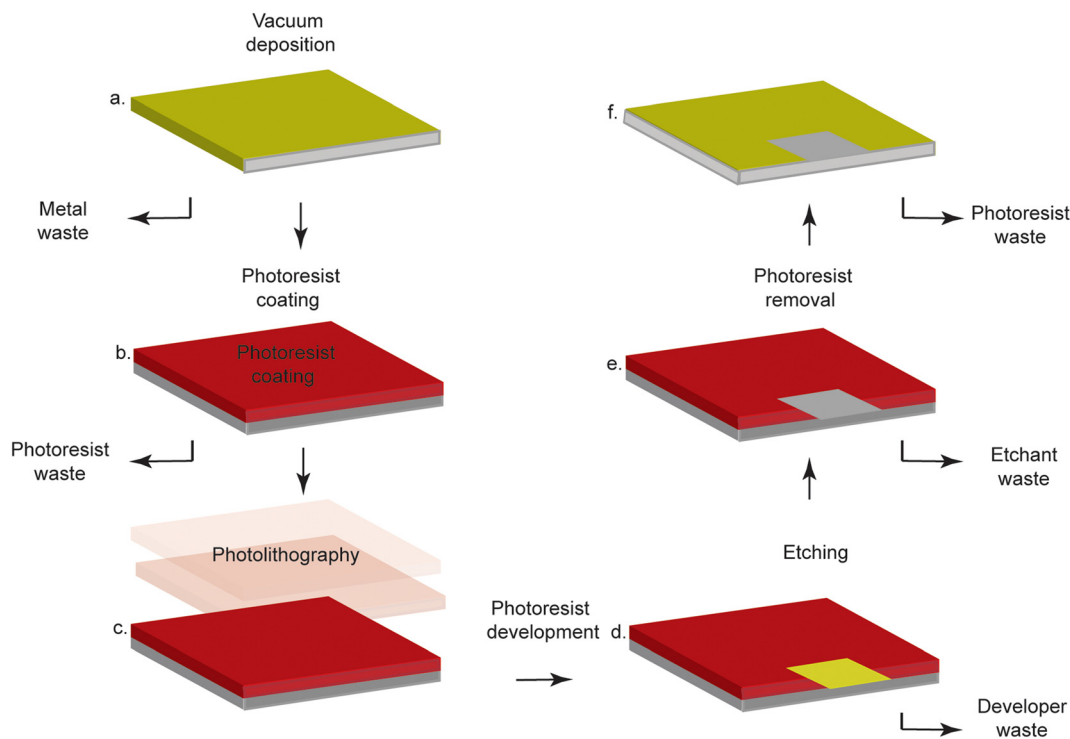 Vacuum
deposition
a.
Metal
waste
Photoresist
coating
b.
Photoresist
coating
Photoresist
waste
Photolithography
c.
Photoresist
development
d.
Developer
waste
Etching
e.
Etchant
waste
Photoresist
removal
f.
Photoresist
waste